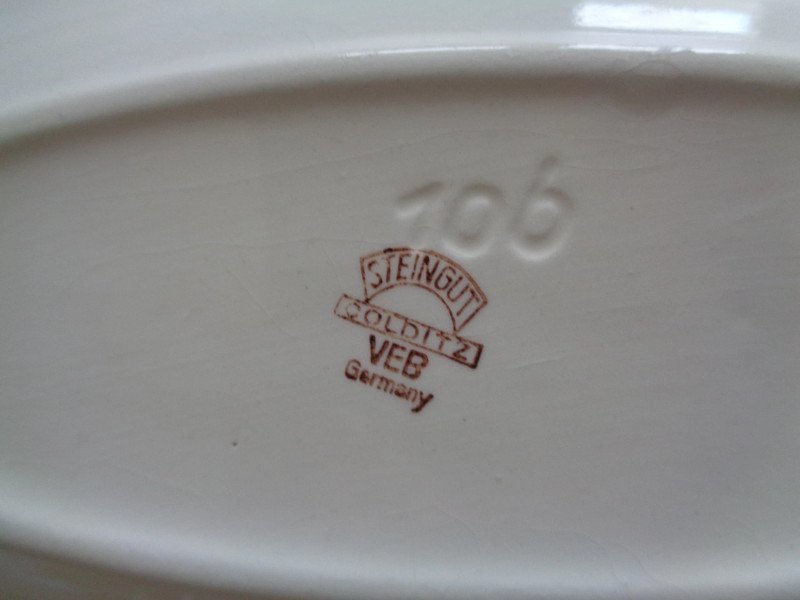 106
STEINGUT
COLDITZ
VEB
Germany